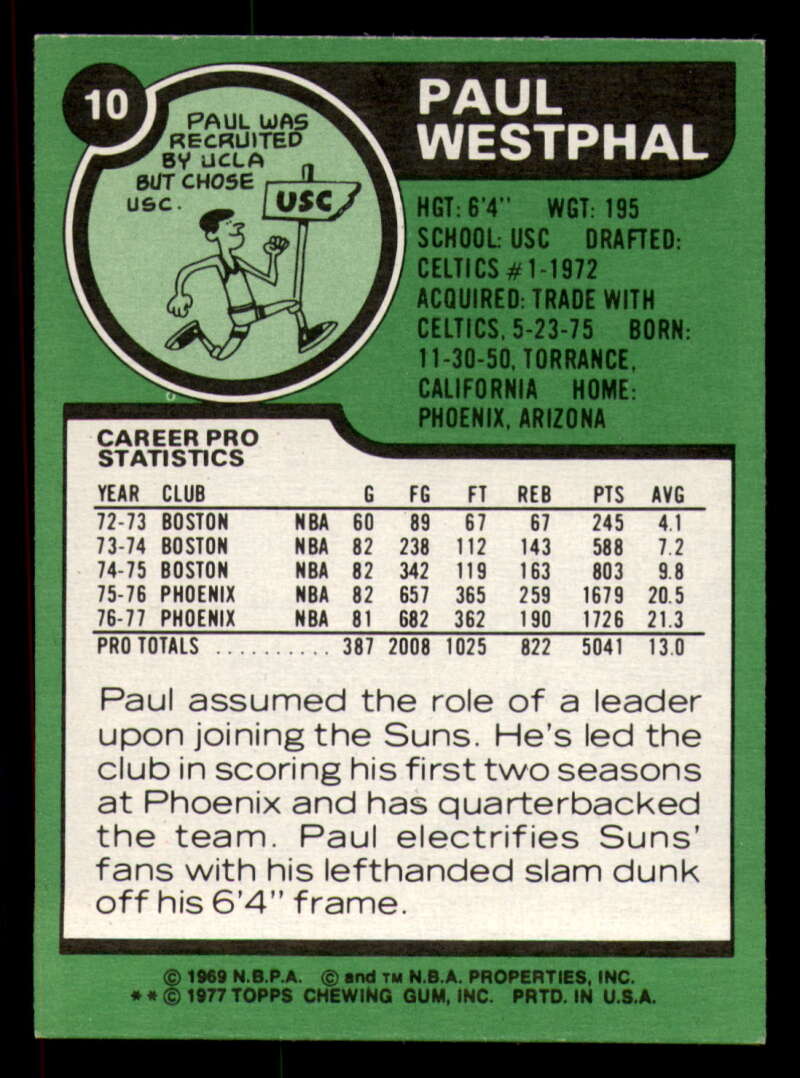 10
PAUL WAS
RECRUITED
BY UCLA
BUT CHOSE
USC.
USC
PAUL
WESTPHAL
HGT: 6'4" WGT: 195
SCHOOL: USC DRAFTED:
CELTICS #1-1972
ACQUIRED: TRADE WITH
CELTICS, 5-23-75 BORN:
11-30-50, TORRANCE,
CALIFORNIA HOME:
PHOENIX, ARIZONA
CAREER PRO
STATISTICS
YEAR CLUB G FG FT REB PTS AVG
72-73 BOSTON NBA 60 89 67 67 245 4.1
73-74 BOSTON NBA 82 238 112 143 588 7.2
74-75 BOSTON NBA 82 342 119 163 803 9.8
75-76 PHOENIX NBA 82 657 365 259 1679 20.5
76-77 PHOENIX NBA 81 682 362 190 1726 21.3
PRO TOTALS .......... 387 2008 1025 822 5041 13.0
Paul assumed the role of a leader
upon joining the Suns. He's led the
club in scoring his first two seasons
at Phoenix and has quarterbacked
the team. Paul electrifies Suns'
fans with his lefthanded slam dunk
off his 6'4" frame.
© 1969 N.B.P.A. © and TM N.B.A. PROPERTIES, INC.
** © 1977 TOPPS CHEWING GUM, INC. PRTD. IN U.S.A.